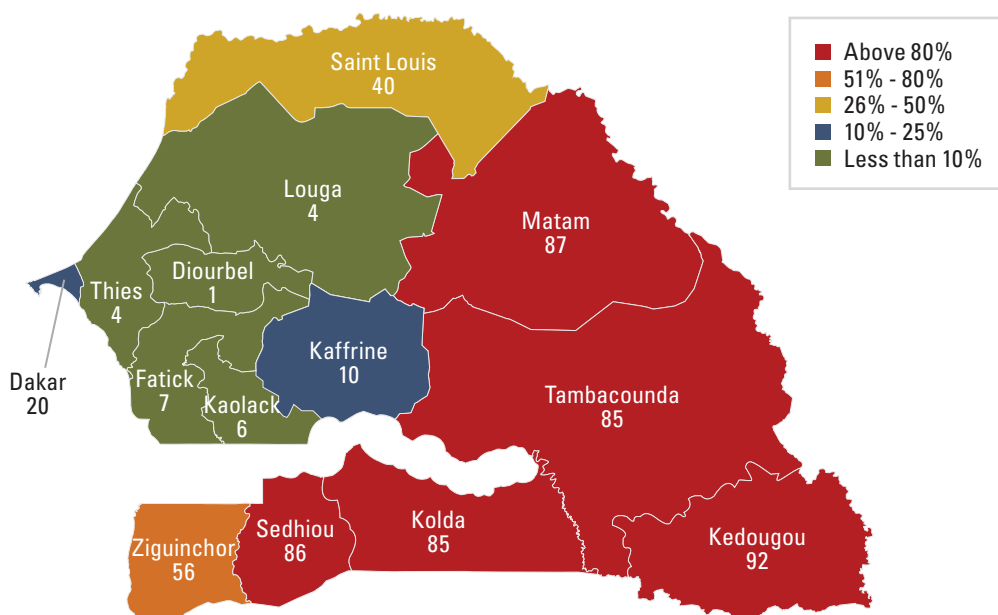 Above 80%
51% - 80%
26% - 50%
10% - 25%
Less than 10%
Saint Louis
40
Louga
4
Matam
87
Diourbel
1
Thies
4
Kaffrine
10
Dakar
20
Fatick
7
Kaolack
6
Tambacounda
85
Ziguinchor
56
Sedhiou
86
Kolda
85
Kedougou
92